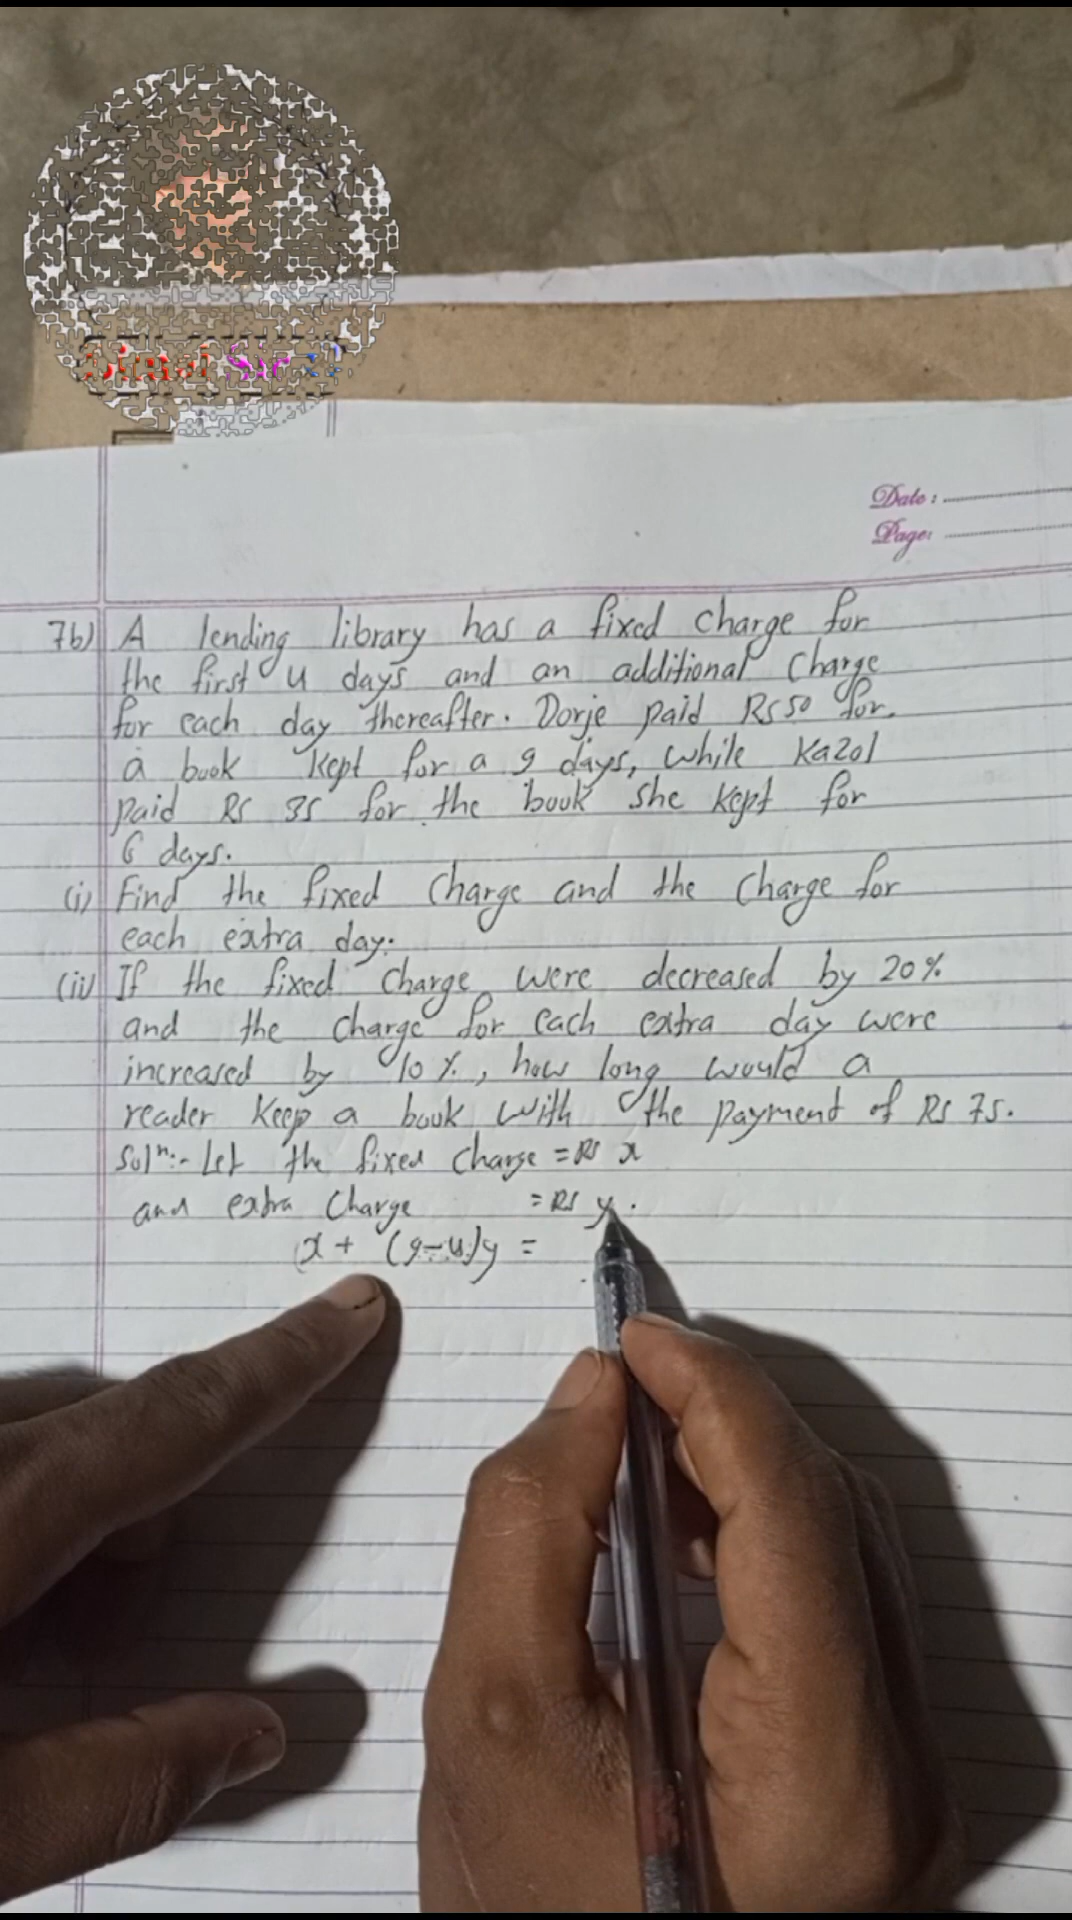 Sir
Date:
Page:
7b) A lending library has a fixed charge for
the first 4 days and an additional charge
for each day thereafter. Dorje paid Rs 50 for
a book kept for a 9 days, while Kazol
paid Rs 35 for the book she kept for
6 days.
(i) Find the fixed charge and the charge for
each extra day.
(ii) If the fixed charge were decreased by 20%
and the charge for each extra day were
increased by 10%, how long would a
reader keep a book with the payment of Rs 75.
Solⁿ:- Let the fixed charge = Rs x
and extra charge = Rs y.
x + (9-4)y =